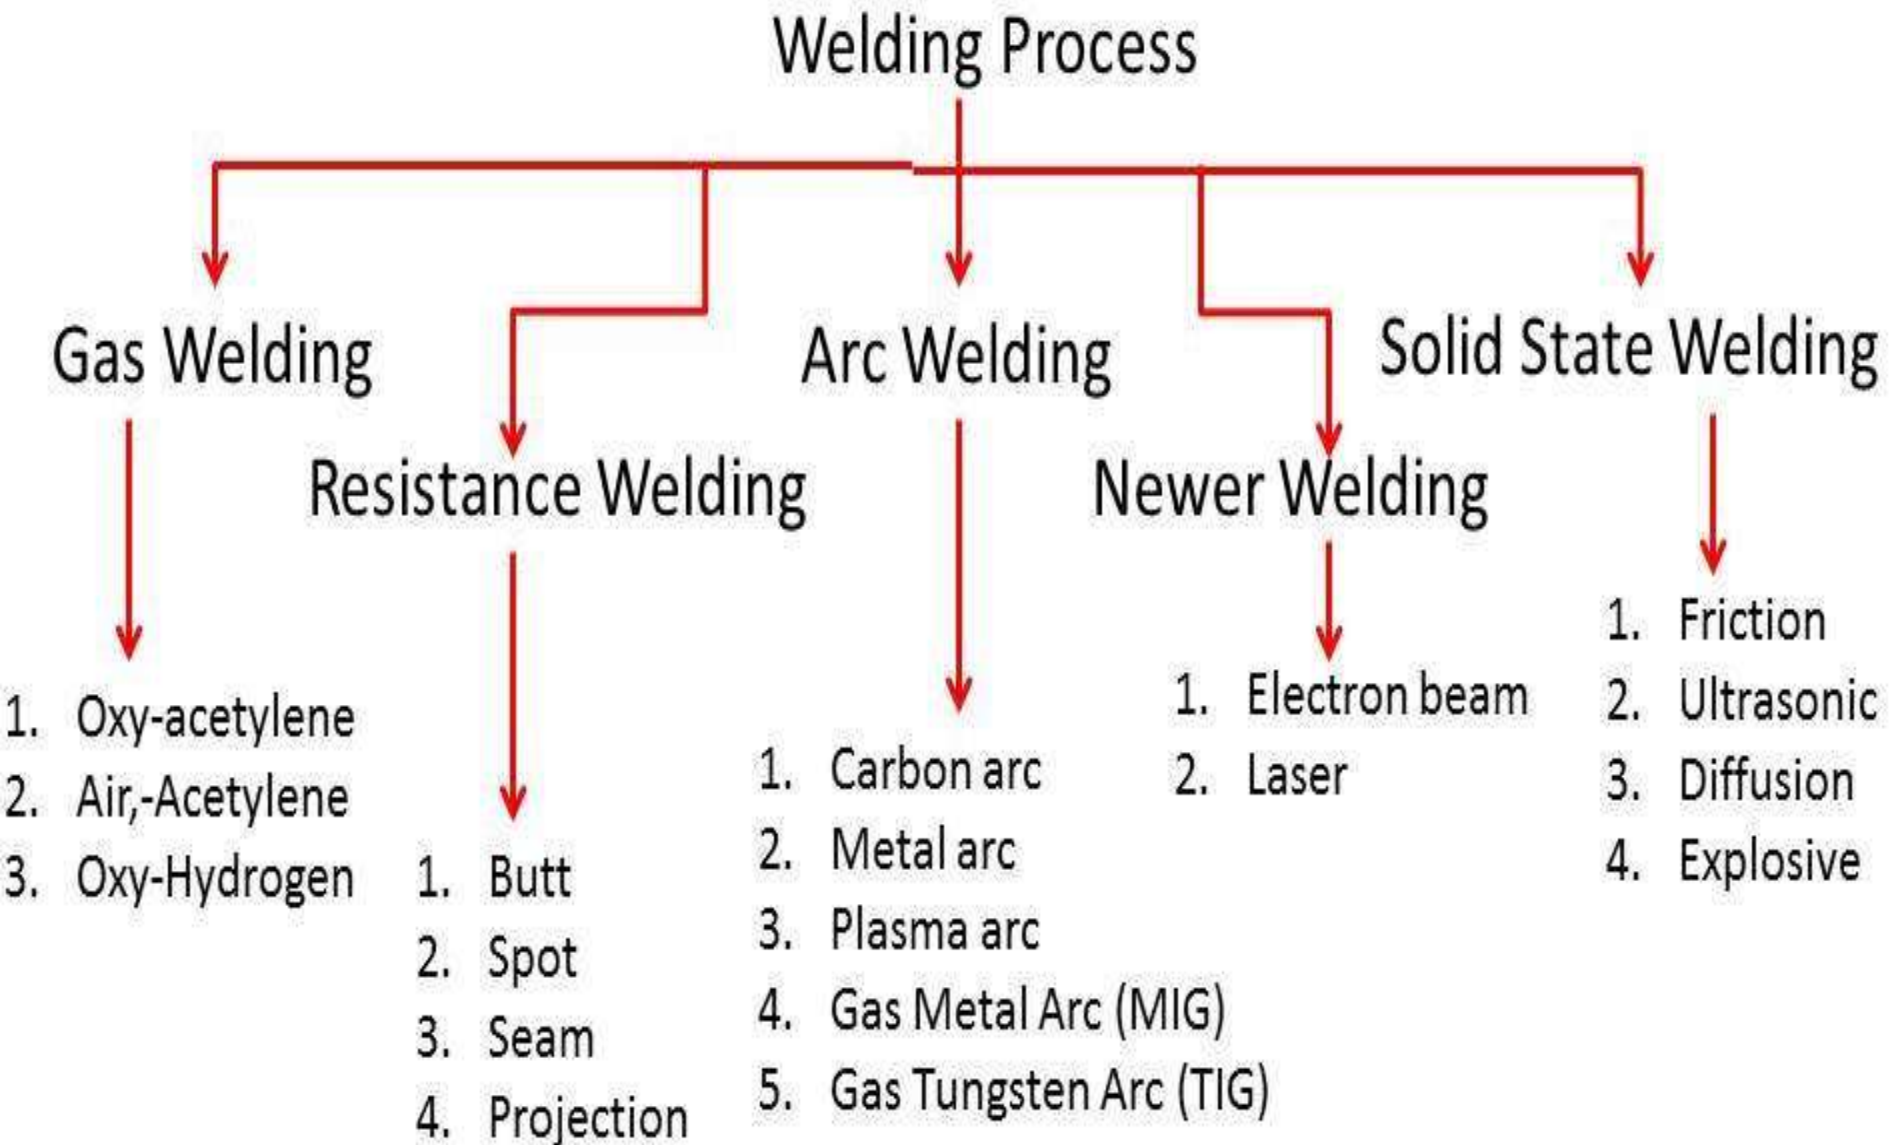 Welding Process
Gas Welding
Resistance Welding
Arc Welding
Newer Welding
Solid State Welding
1. Oxy-acetylene
2. Air,-Acetylene
3. Oxy-Hydrogen
1. Butt
2. Spot
3. Seam
4. Projection
1. Carbon arc
2. Metal arc
3. Plasma arc
4. Gas Metal Arc (MIG)
5. Gas Tungsten Arc (TIG)
1. Electron beam
2. Laser
1. Friction
2. Ultrasonic
3. Diffusion
4. Explosive